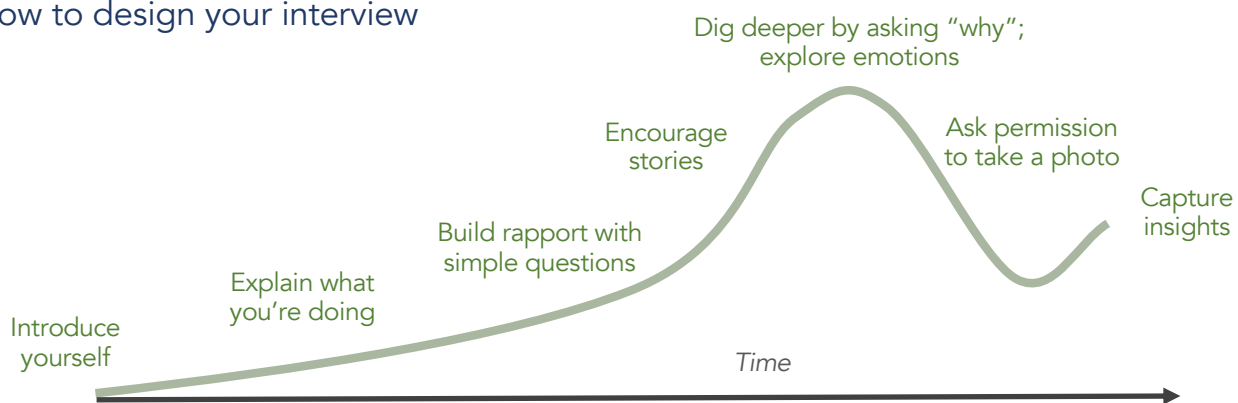 ow to design your interview
Dig deeper by asking “why”;
explore emotions
Encourage
stories
Ask permission
to take a photo
Capture
insights
Build rapport with
simple questions
Explain what
you’re doing
Introduce
yourself
Time